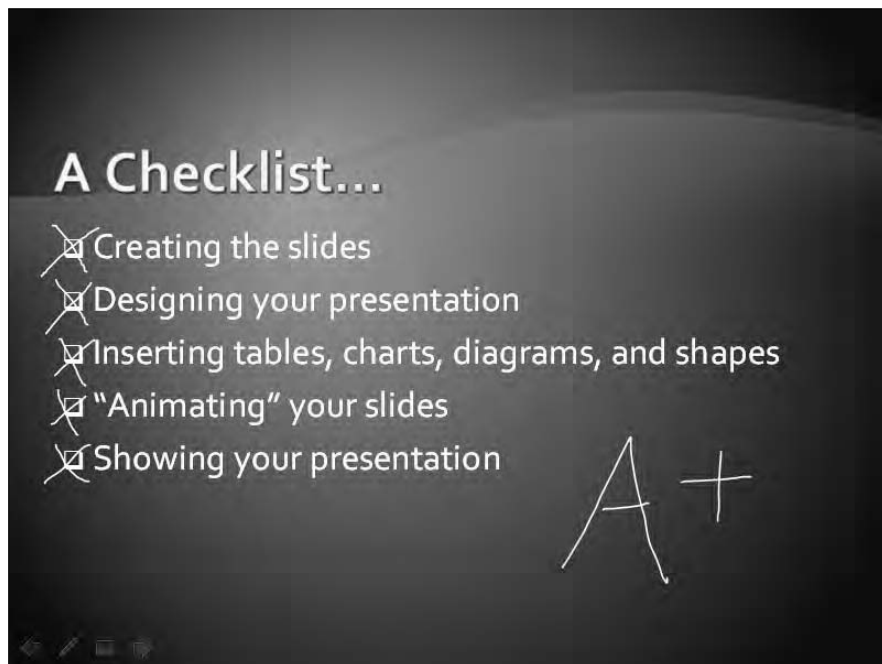 A Checklist...
Creating the slides
Designing your presentation
Inserting tables, charts, diagrams, and shapes
“Animating” your slides
Showing your presentation
A+